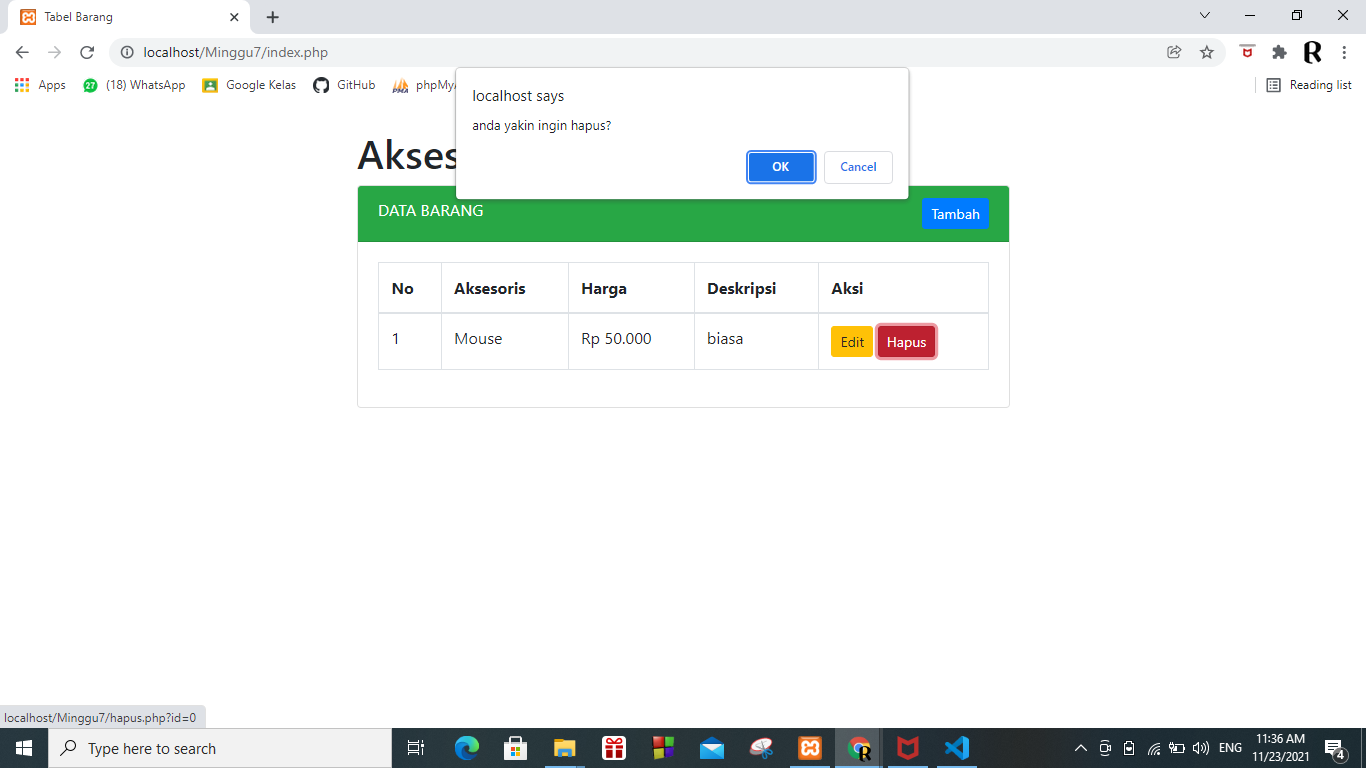 Tabel Barang
localhost/Minggu7/index.php
Apps
27
(18) WhatsApp
Google Kelas
GitHub
PMA
phpMy
Reading list
localhost says
anda yakin ingin hapus?
OK
Cancel
Akses
DATA BARANG
Tambah
No
Aksesoris
Harga
Deskripsi
Aksi
1
Mouse
Rp 50.000
biasa
Edit
Hapus
localhost/Minggu7/hapus.php?id=0
Type here to search
ENG
11:36 AM
11/23/2021
4